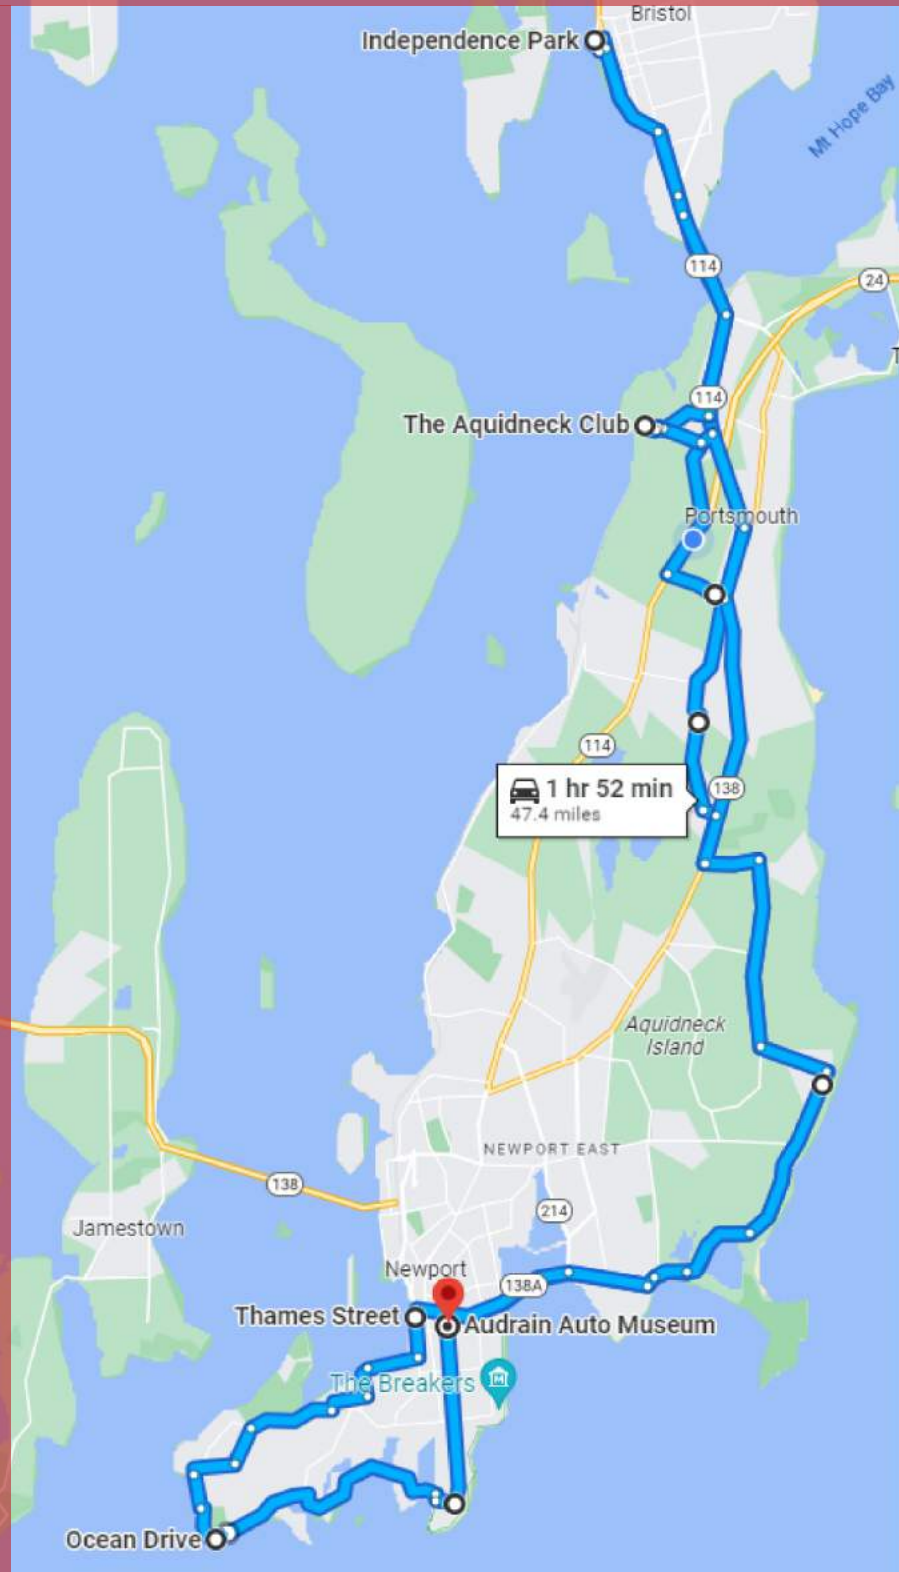 Bristol
Independence Park
Mt Hope Bay
114
24
114
The Aquidneck Club
Portsmouth
114
1 hr 52 min
47.4 miles
138
Aquidneck
Island
NEWPORT EAST
138
214
Jamestown
Newport
138A
Thames Street
Audrain Auto Museum
The Breakers
Ocean Drive